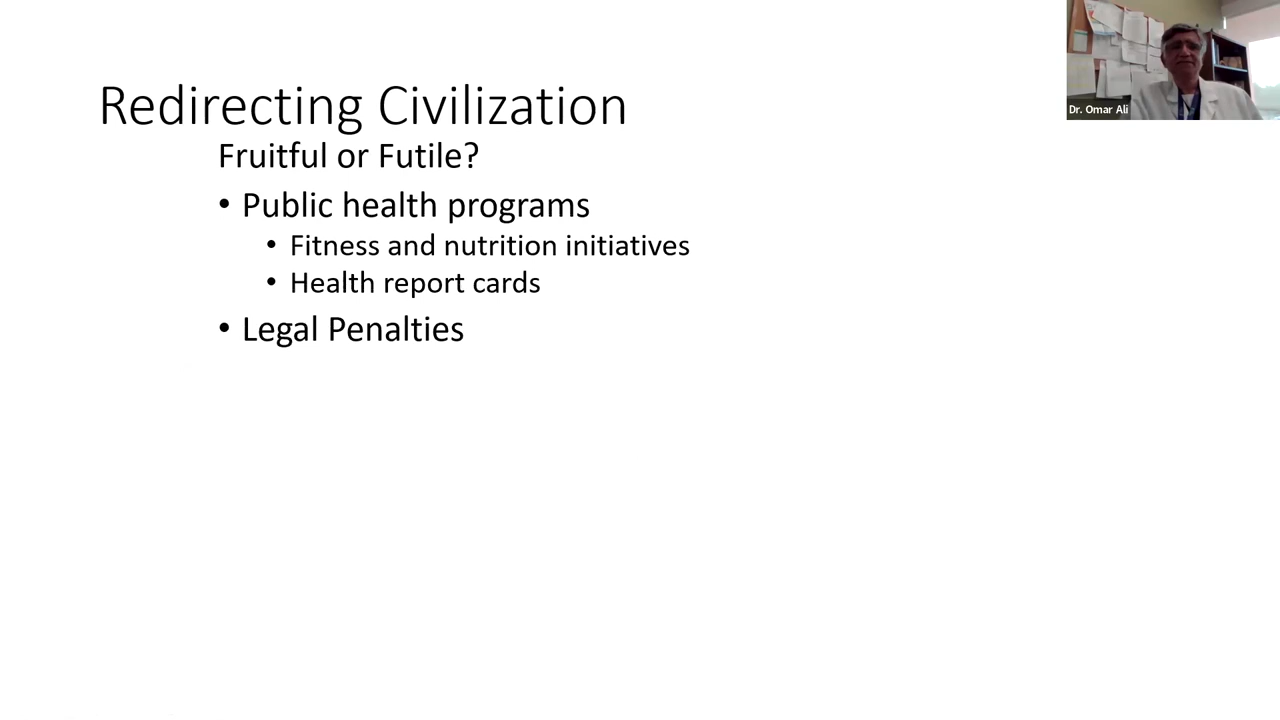 Redirecting Civilization
Fruitful or Futile?
• Public health programs
• Fitness and nutrition initiatives
• Health report cards
• Legal Penalties
Dr. Omar Ali